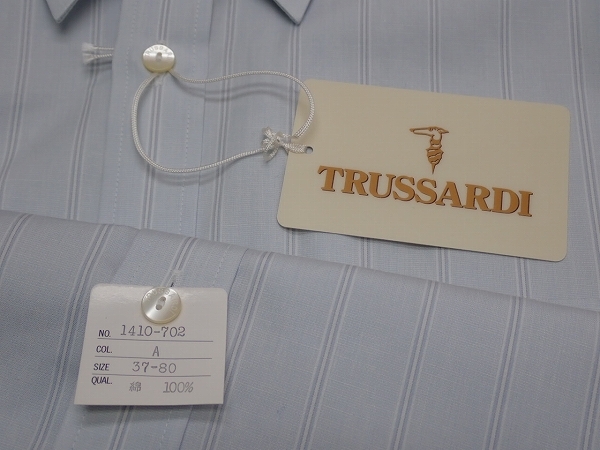 TRUSSARDI
NO. 1410-702
COL. A
SIZE 37-80
QUAL. 綿 100%